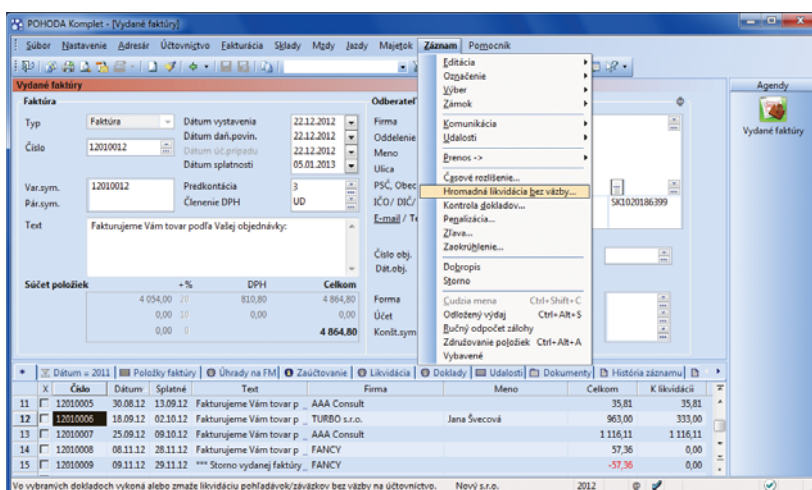 POHODA Komplet - [Vydané faktúry]
Súbor Nastavenie Adresár Účtovníctvo Fakturácia Sklady Mzdy Jazdy Majetok Záznam Pomocník
Vydané faktúry
Agendy
Vydané faktúry
Faktúra
Typ Faktúra
Číslo 12010012
Dátum vystavenia 22.12.2012
Dátum daň.povin. 22.12.2012
Dátum úč.prípadu 22.12.2012
Dátum splatnosti 05.01.2013
Var.sym. 12010012
Pár.sym.
Predkontácia 3
Členenie DPH UD
Text Fakturujeme Vám tovar podľa Vašej objednávky:
Súčet položiek +% DPH Celkom
4 054,00 20 810,80 4 864,80
0,00 10 0,00 0,00
0,00 0 4 864,80
Odberateľ
Firma
Oddelenie
Meno
Ulica
PSČ, Obec
IČO/ DIČ/
SK1020186399
E-mail / Te
Číslo obj.
Dát.obj.
Forma
Účet
Konšt.sym
Editácia
Označenie
Výber
Zámok
Komunikácia
Udalosti
Prenos ->
Časové rozlíšenie...
Hromadná likvidácia bez väzby...
Kontrola dokladov...
Penalizácia...
Zľava...
Zaokrúhlenie...
Dobropis
Storno
Cudzia mena Ctrl+Shift+C
Odložený výdaj Ctrl+Alt+S
Ručný odpočet zálohy
Združovanie položiek Ctrl+Alt+A
Vybavené
* Dátum = 2011 Položky faktúry Úhrady na FM Zaúčtovanie Likvidácia Doklady Udalosti Dokumenty História záznamu D
X Číslo Dátum Splatné Text Firma Meno Celkom K likvidácii
11 12010005 30.08.12 13.09.12 Fakturujeme Vám tovar p AAA Consult 35,81 35,81
12 12010006 18.09.12 02.10.12 Fakturujeme Vám tovar p TURBO s.r.o. Jana Švecová 963,00 333,00
13 12010007 25.09.12 09.10.12 Fakturujeme Vám tovar p AAA Consult 1 116,11 1 116,11
14 12010008 08.11.12 28.11.12 Fakturujeme Vám tovar p FANCY 57,36 0,00
15 12010009 09.11.12 29.11.12 *** Storno vydanej faktúry FANCY -57,36 0,00
Vo vybraných dokladoch vykoná alebo zmaže likvidáciu pohľadávok/záväzkov bez väzby na účtovníctvo. Nový s.r.o. 2012 @